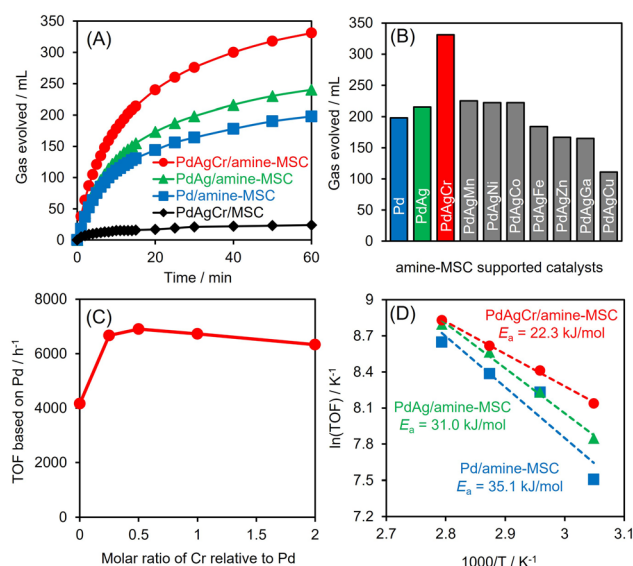 (A)
Gas evolved / mL
350
300
250
200
150
100
50
0
PdAgCr/amine-MSC
PdAg/amine-MSC
Pd/amine-MSC
PdAgCr/MSC
0 20 40 60
Time / min
(B)
Gas evolved / mL
350
300
250
200
150
100
50
0
Pd
PdAg
PdAgCr
PdAgMn
PdAgNi
PdAgCo
PdAgFe
PdAgZn
PdAgGa
PdAgCu
amine-MSC supported catalysts
(C)
TOF based on Pd / h⁻¹
8000
6000
4000
2000
0
0 0.5 1 1.5 2
Molar ratio of Cr relative to Pd
(D)
ln(TOF) / K⁻¹
9
8.7
8.4
8.1
7.8
7.5
7.2
PdAgCr/amine-MSC
Eₐ = 22.3 kJ/mol
PdAg/amine-MSC
Eₐ = 31.0 kJ/mol
Pd/amine-MSC
Eₐ = 35.1 kJ/mol
2.7 2.8 2.9 3 3.1
1000/T / K⁻¹